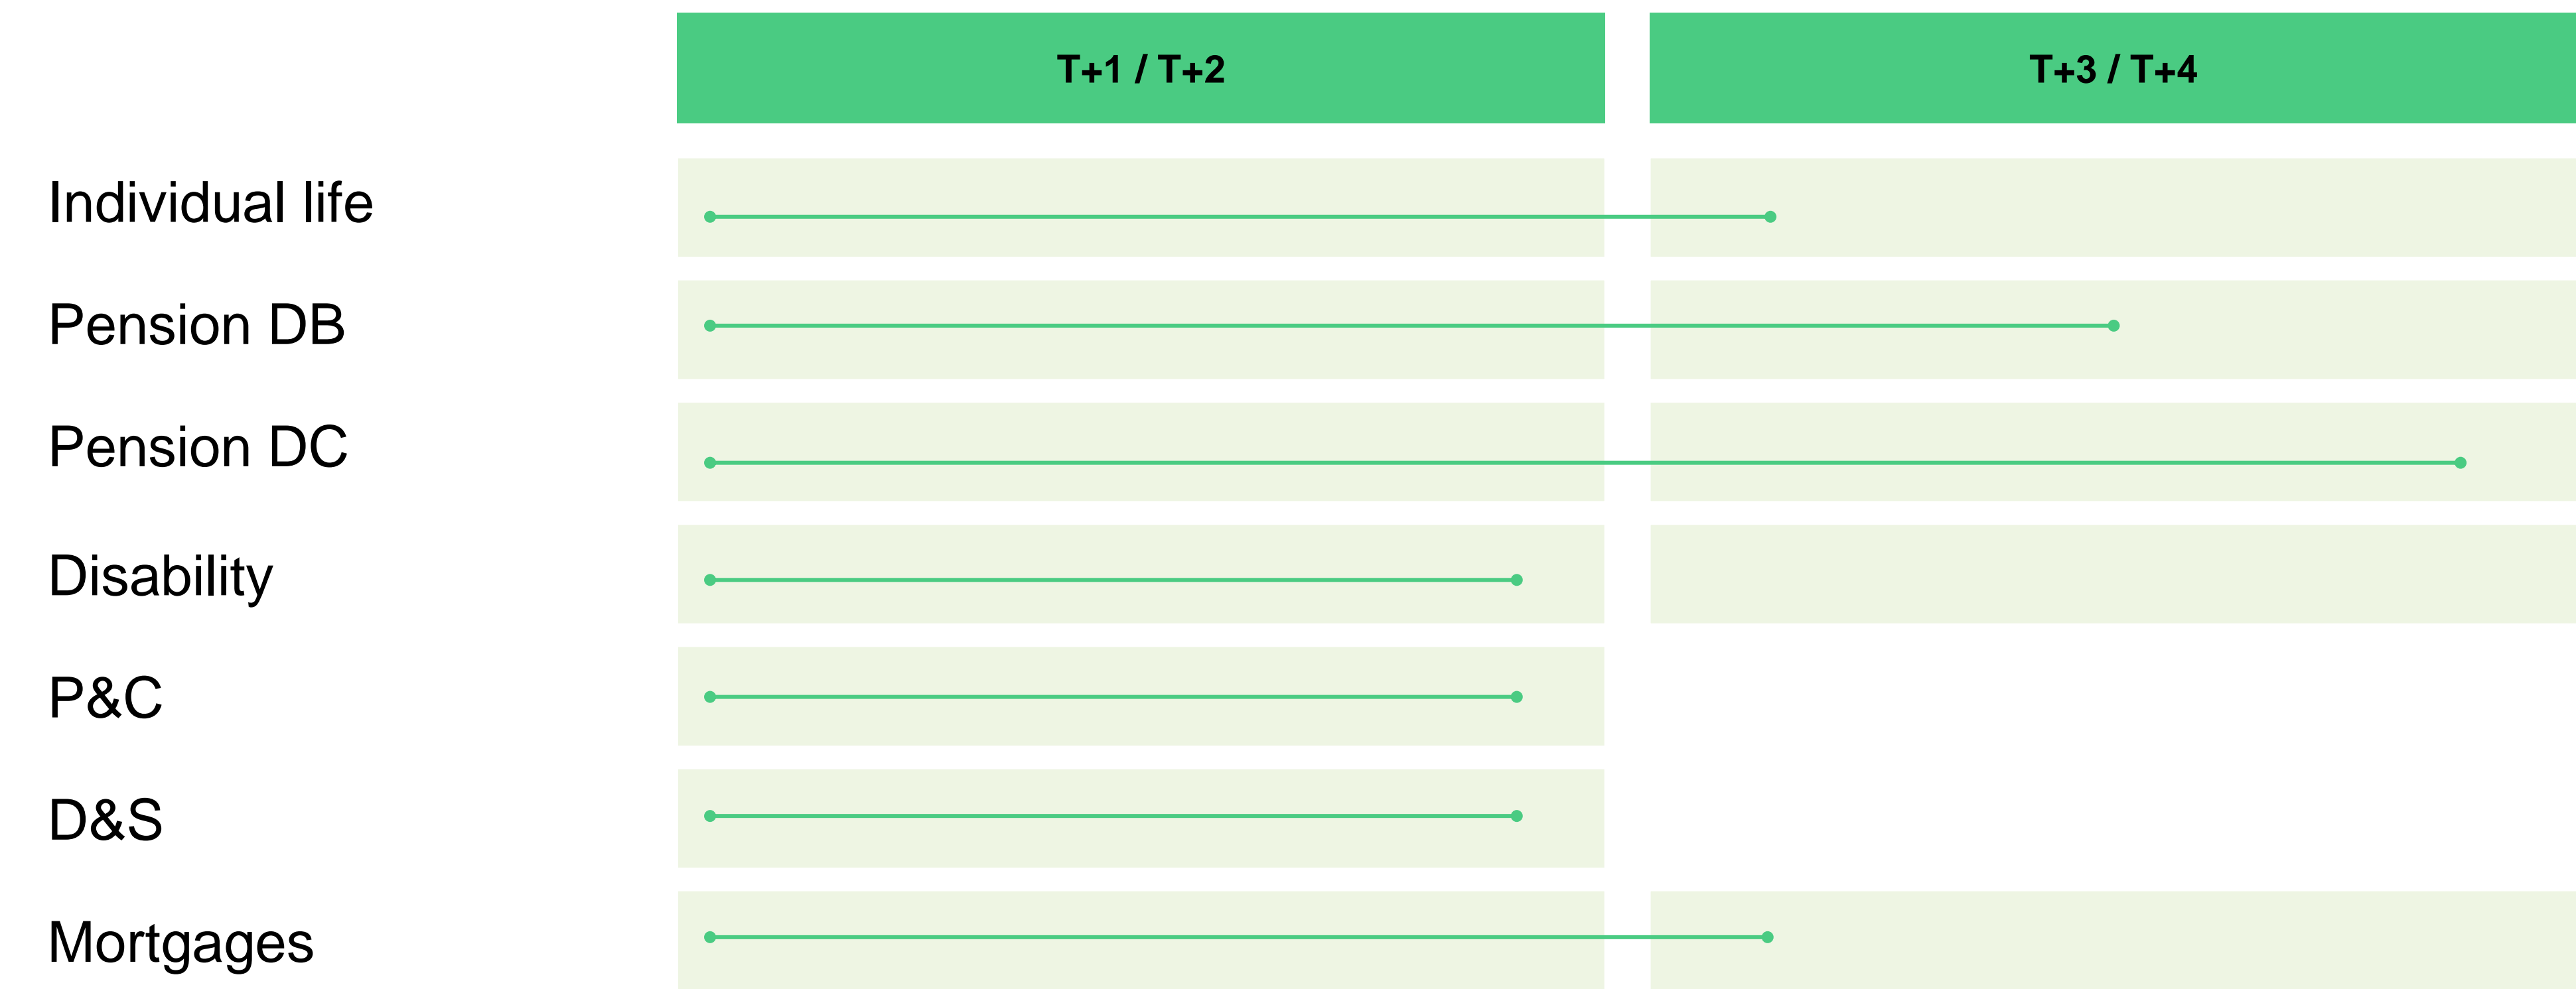 T+1 / T+2
T+3 / T+4
Individual life
Pension DB
Pension DC
Disability
P&C
D&S
Mortgages